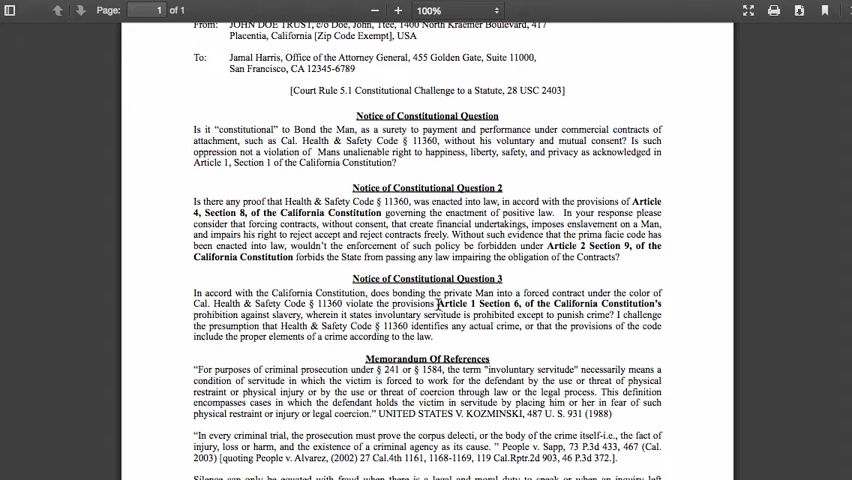 Page: 1 of 1
100%
From: JOHN DOE TRUST, c/o Doe, John, Ttee, 1400 North Kraemer Boulevard, 417
Placentia, California [Zip Code Exempt], USA
To: Jamal Harris, Office of the Attorney General, 455 Golden Gate, Suite 11000,
San Francisco, CA 12345-6789
[Court Rule 5.1 Constitutional Challenge to a Statute, 28 USC 2403]
Notice of Constitutional Question
Is it “constitutional” to Bond the Man, as a surety to payment and performance under commercial contracts of
attachment, such as Cal. Health & Safety Code § 11360, without his voluntary and mutual consent? Is such
oppression not a violation of Mans unalienable right to happiness, liberty, safety, and privacy as acknowledged in
Article 1, Section 1 of the California Constitution?
Notice of Constitutional Question 2
Is there any proof that Health & Safety Code § 11360, was enacted into law, in accord with the provisions of Article
4, Section 8, of the California Constitution governing the enactment of positive law. In your response please
consider that forcing contracts, without consent, that create financial undertakings, imposes enslavement on a Man,
and impairs his right to reject accept and reject contracts freely. Without such evidence that the prima facie code has
been enacted into law, wouldn’t the enforcement of such policy be forbidden under Article 2 Section 9, of the
California Constitution forbids the State from passing any law impairing the obligation of the Contracts?
Notice of Constitutional Question 3
In accord with the California Constitution, does bonding the private Man into a forced contract under the color of
Cal. Health & Safety Code § 11360 violate the provisions Article 1 Section 6, of the California Constitution’s
prohibition against slavery, wherein it states involuntary servitude is prohibited except to punish crime? I challenge
the presumption that Health & Safety Code § 11360 identifies any actual crime, or that the provisions of the code
include the proper elements of a crime according to the law.
Memorandum Of References
“For purposes of criminal prosecution under § 241 or § 1584, the term "involuntary servitude" necessarily means a
condition of servitude in which the victim is forced to work for the defendant by the use or threat of physical
restraint or physical injury or by the use or threat of coercion through law or the legal process. This definition
encompasses cases in which the defendant holds the victim in servitude by placing him or her in fear of such
physical restraint or injury or legal coercion.” UNITED STATES V. KOZMINSKI, 487 U. S. 931 (1988)
“In every criminal trial, the prosecution must prove the corpus delecti, or the body of the crime itself-i.e., the fact of
injury, loss or harm, and the existence of a criminal agency as its cause. ” People v. Sapp, 73 P.3d 433, 467 (Cal.
2003) [quoting People v. Alvarez, (2002) 27 Cal.4th 1161, 1168-1169, 119 Cal.Rptr.2d 903, 46 P.3d 372.].
Silence can only be equated with fraud when there is a legal and moral duty to speak or when an inquiry left